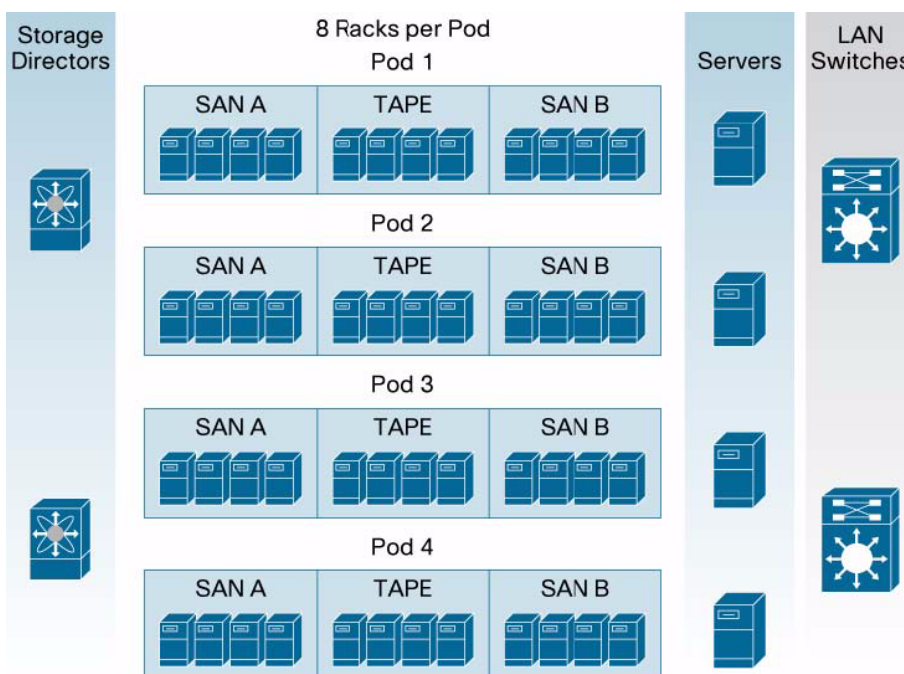 Storage
Directors
8 Racks per Pod
Pod 1
Servers
LAN
Switches
SAN A
TAPE
SAN B
Pod 2
SAN A
TAPE
SAN B
Pod 3
SAN A
TAPE
SAN B
Pod 4
SAN A
TAPE
SAN B